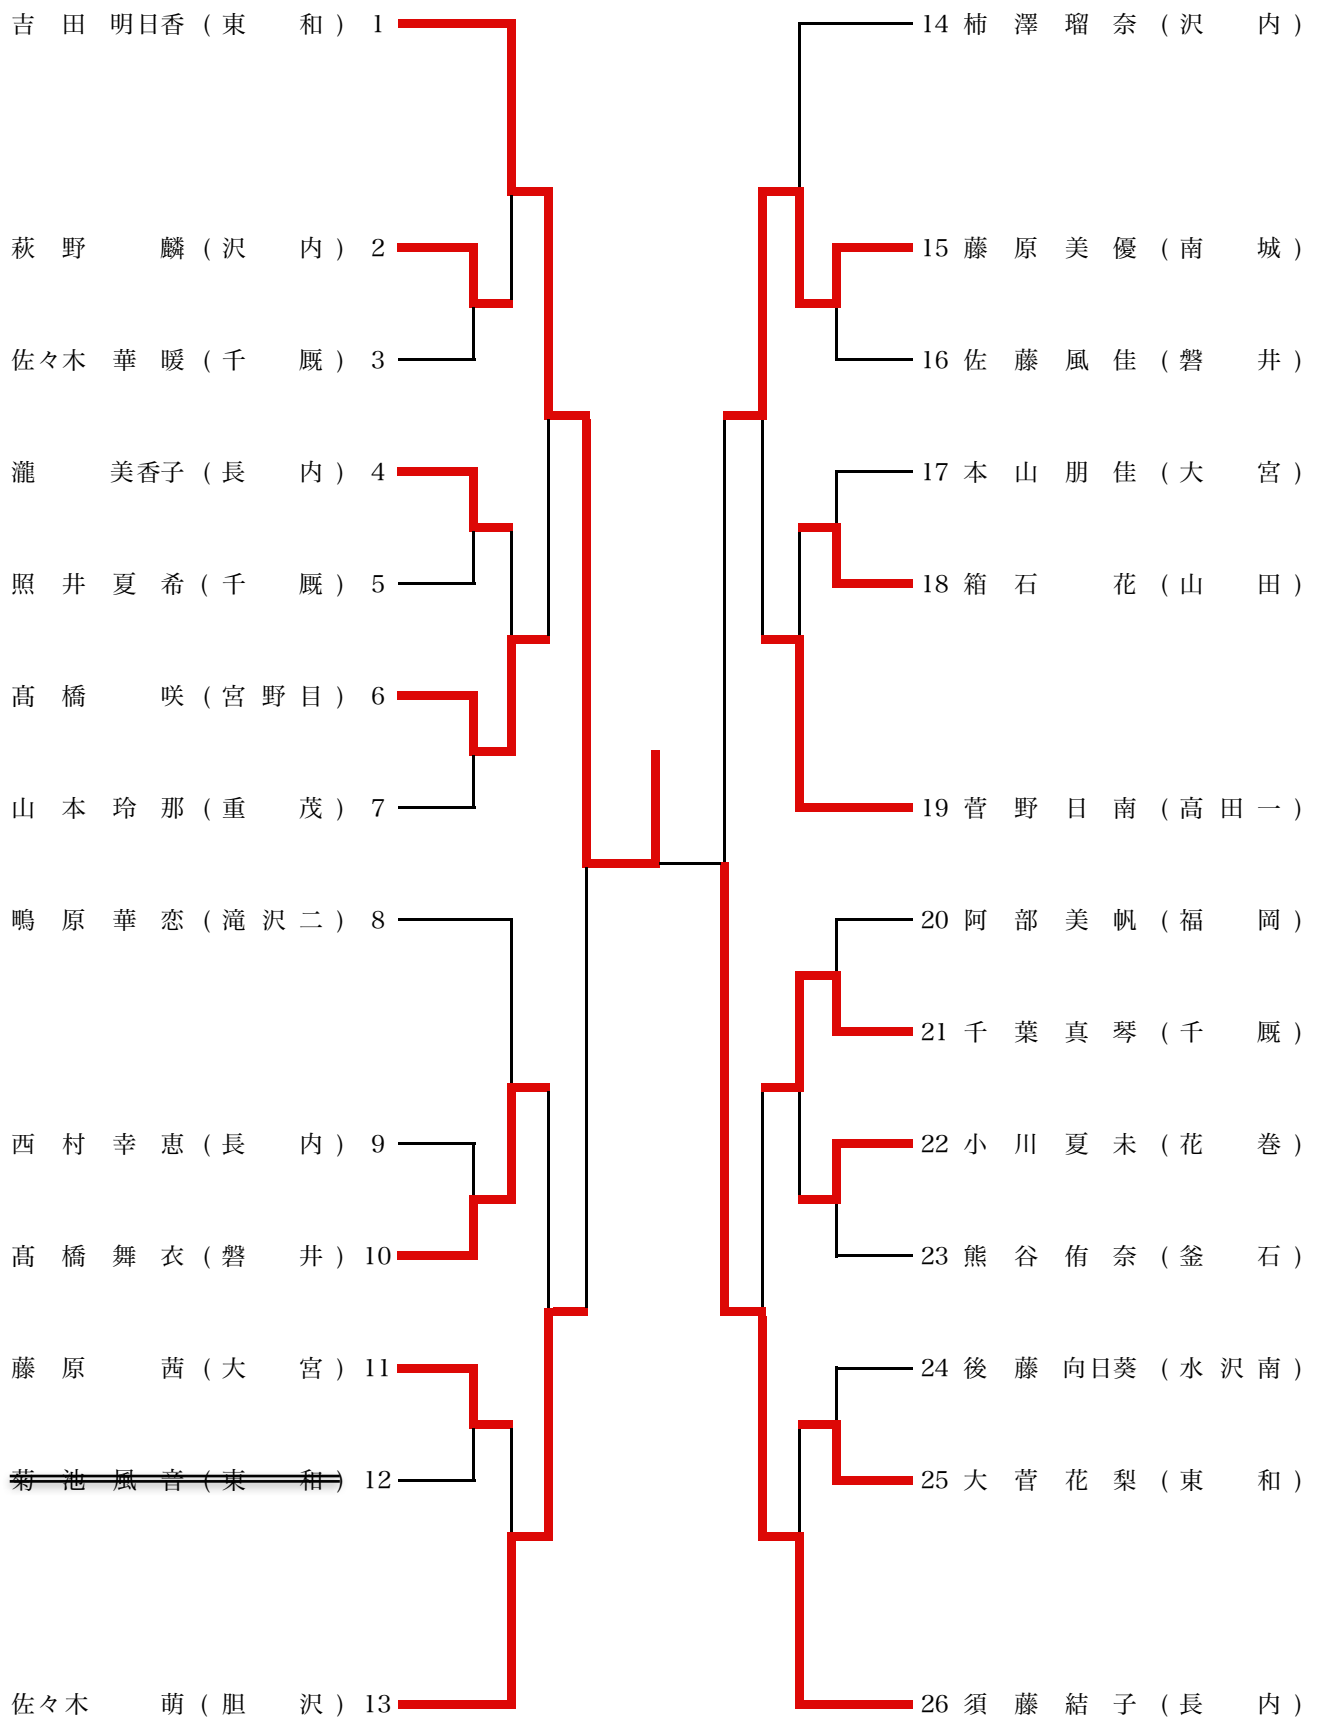 吉田明日香(東和) 1
萩野麟(沢内) 2
佐々木華暖(千厩) 3
瀧美香子(長内) 4
照井夏希(千厩) 5
髙橋咲(宮野目) 6
山本玲那(重茂) 7
鴫原華恋(滝沢二) 8
西村幸恵(長内) 9
髙橋舞衣(磐井) 10
藤原茜(大宮) 11
菊池風音(東和) 12
佐々木萌(胆沢) 13
14 柿澤瑠奈(沢内)
15 藤原美優(南城)
16 佐藤風佳(磐井)
17 本山朋佳(大宮)
18 箱石花(山田)
19 菅野日南(高田一)
20 阿部美帆(福岡)
21 千葉真琴(千厩)
22 小川夏未(花巻)
23 熊谷侑奈(釜石)
24 後藤向日葵(水沢南)
25 大菅花梨(東和)
26 須藤結子(長内)